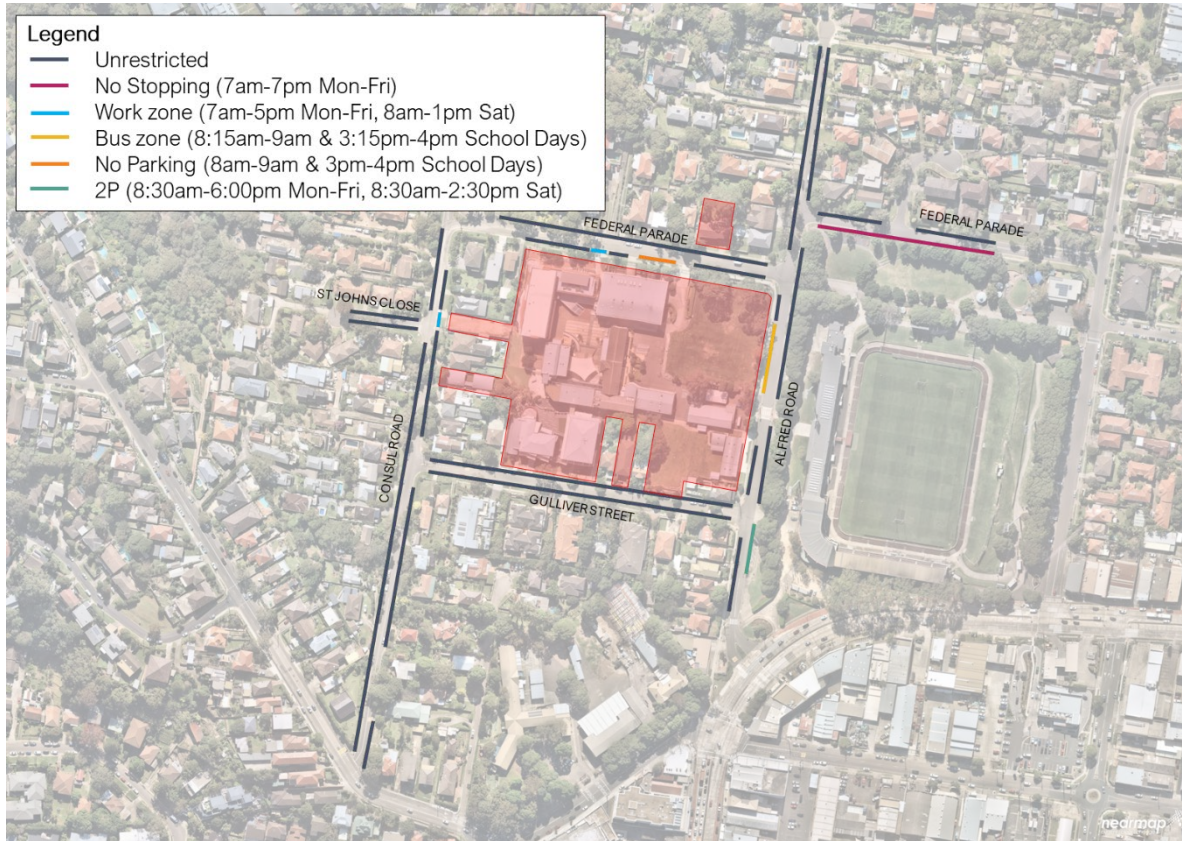 Legend
Unrestricted
No Stopping (7am-7pm Mon-Fri)
Work zone (7am-5pm Mon-Fri, 8am-1pm Sat)
Bus zone (8:15am-9am & 3:15pm-4pm School Days)
No Parking (8am-9am & 3pm-4pm School Days)
2P (8:30am-6:00pm Mon-Fri, 8:30am-2:30pm Sat)
FEDERAL PARADE
FEDERAL PARADE
ST JOHNS CLOSE
CONSUL ROAD
ALFRED ROAD
GULLIVER STREET
nearmap